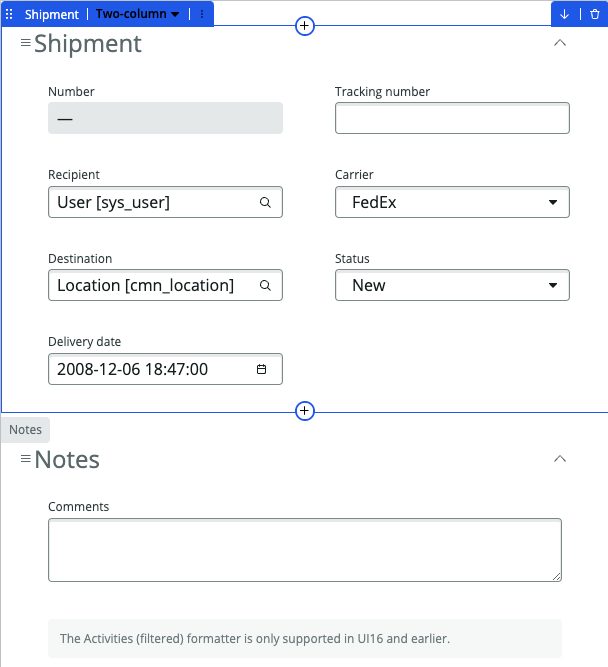 Shipment Two-column
Shipment
Number Tracking number
—
Recipient Carrier
User [sys_user] FedEx
Destination Status
Location [cmn_location] New
Delivery date
2008-12-06 18:47:00
Notes
Notes
Comments
The Activities (filtered) formatter is only supported in UI16 and earlier.